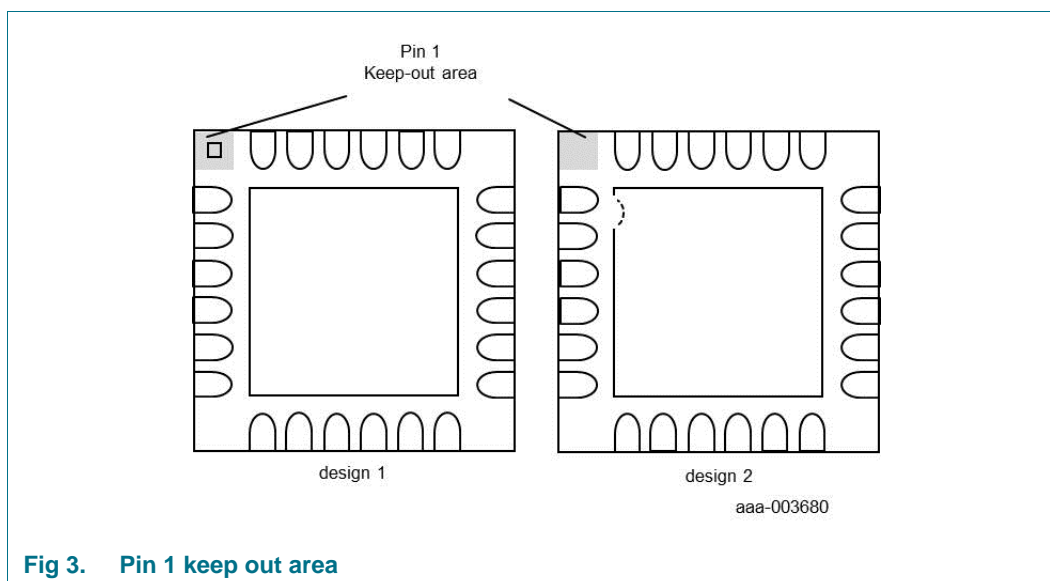 Pin 1
Keep-out area
design 1
design 2
aaa-003680
Fig 3. Pin 1 keep out area